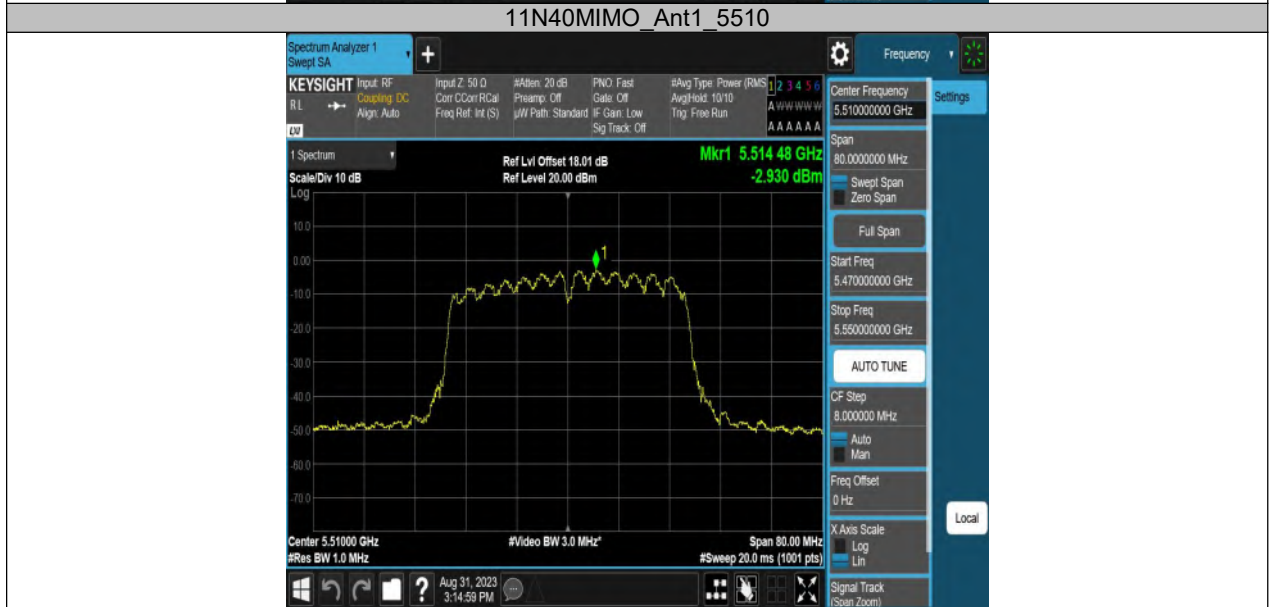 11N40MIMO_Ant1_5510
Spectrum Analyzer 1
Swept SA
+
Frequency
KEYSIGHT Input: RF Input Z: 50 Ω #Atten: 20 dB PNO: Fast #Avg Type: Power (RMS 1 2 3 4 5 6
RL Coupling: DC Corr CCorr RCal Preamp: Off Gate: Off Avg|Hold: 10/10 A W W W W W
Align: Auto Freq Ref: Int (S) µW Path: Standard IF Gain: Low Trig: Free Run
Sig Track: Off A A A A A A
LXI
Center Frequency
5.510000000 GHz
Settings
Span
80.0000000 MHz
Swept Span
Zero Span
Full Span
Start Freq
5.470000000 GHz
Stop Freq
5.550000000 GHz
AUTO TUNE
CF Step
8.000000 MHz
Auto
Man
Freq Offset
0 Hz
X Axis Scale
Log
Lin
Local
Signal Track
(Span Zoom)
1 Spectrum
Ref Lvl Offset 18.01 dB Mkr1 5.514 48 GHz
Scale/Div 10 dB Ref Level 20.00 dBm -2.930 dBm
Log
10.0
0.00
1
-10.0
-20.0
-30.0
-40.0
-50.0
-60.0
-70.0
Center 5.51000 GHz #Video BW 3.0 MHz* Span 80.00 MHz
#Res BW 1.0 MHz #Sweep 20.0 ms (1001 pts)
? Aug 31, 2023
3:14:59 PM